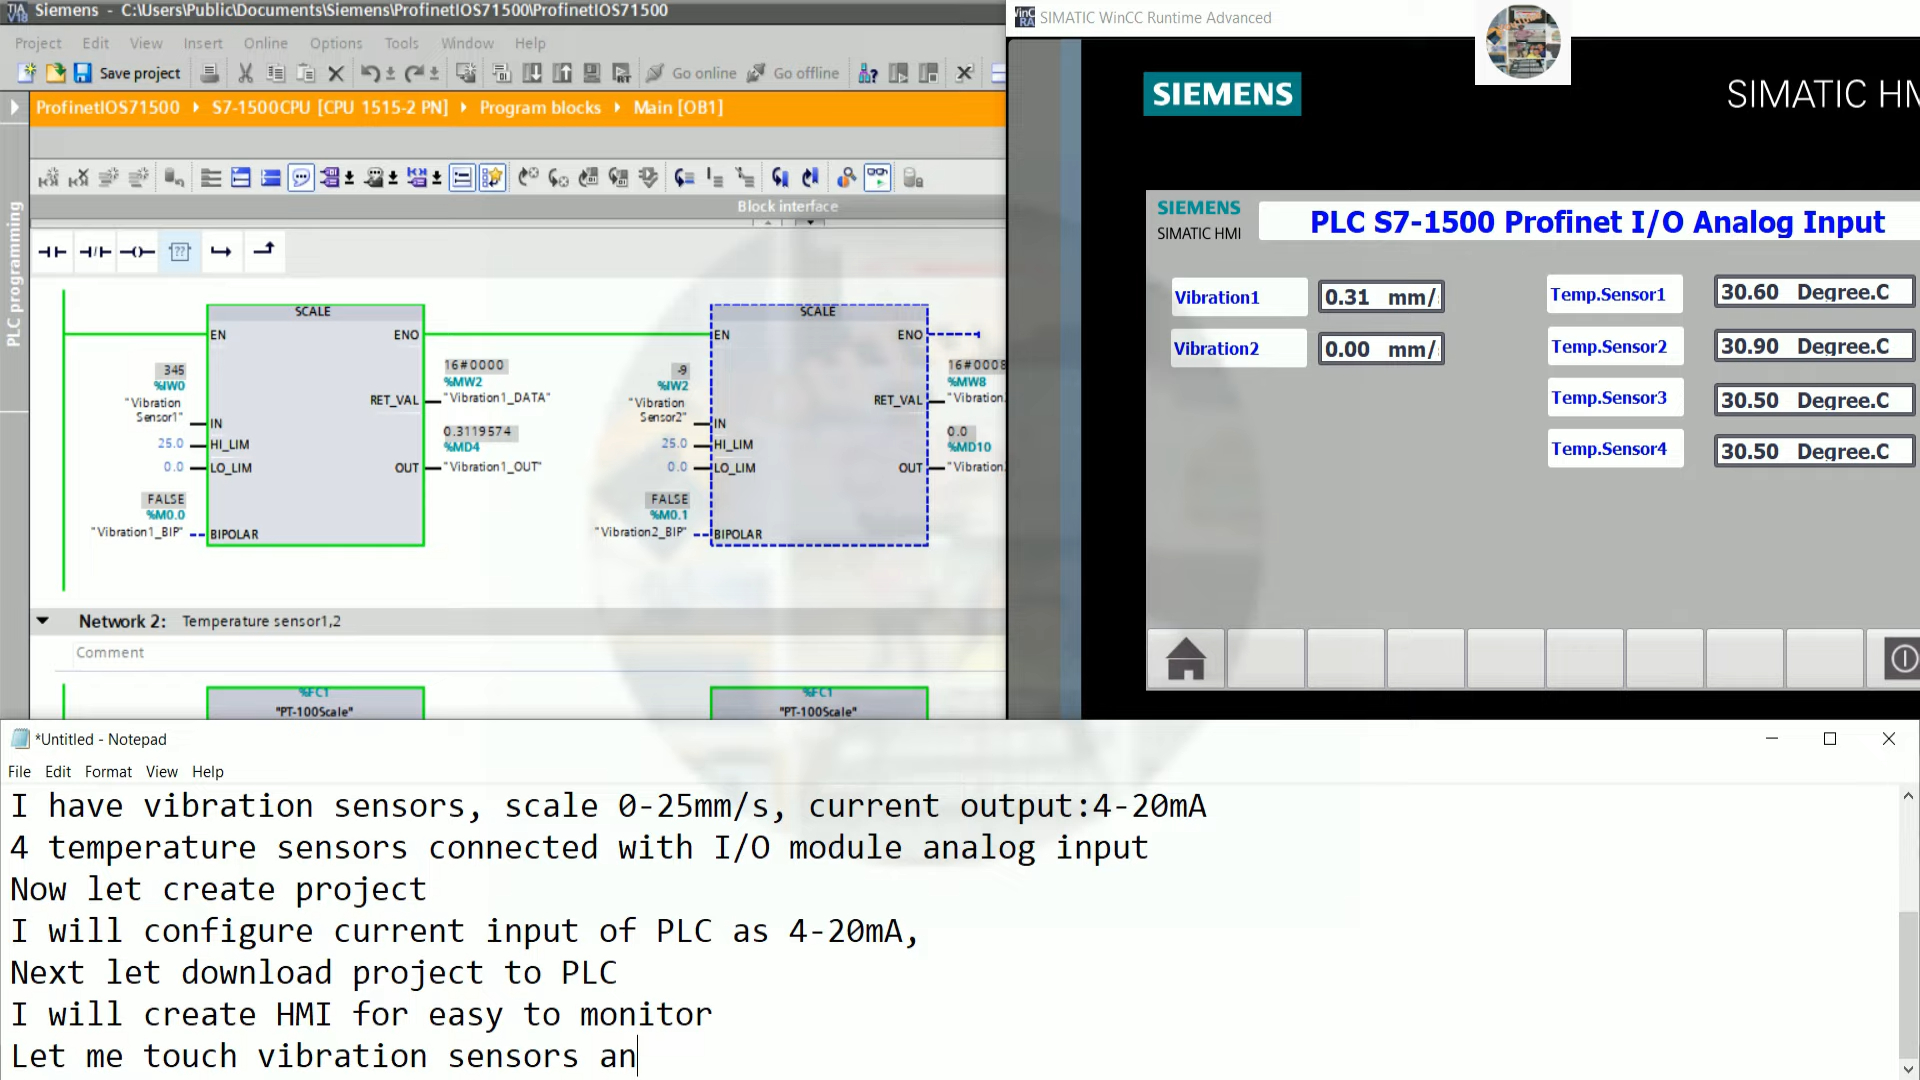 Siemens - C:\Users\Public\Documents\Siemens\ProfinetIOS71500\ProfinetIOS71500
Project Edit View Insert Online Options Tools Window Help
Save project Go online Go offline
ProfinetIOS71500 S7-1500CPU [CPU 1515-2 PN] Program blocks Main [OB1]
PLC programming
Block interface
SCALE
EN ENO
345
%IW0
"Vibration
Sensor1"
IN
25.0 HI_LIM
0.0 LO_LIM
FALSE
%M0.0
"Vibration1_BIP" BIPOLAR
16#0000
%MW2
RET_VAL "Vibration1_DATA"
0.3119574
%MD4
OUT "Vibration1_OUT"
SCALE
EN ENO
-9
%IW2
"Vibration
Sensor2"
IN
25.0 HI_LIM
0.0 LO_LIM
FALSE
%M0.1
"Vibration2_BIP" BIPOLAR
16#0008
%MW8
RET_VAL "Vibration.
0.0
%MD10
OUT "Vibration.
Network 2: Temperature sensor1,2
Comment
%FC1
"PT-100Scale"
%FC1
"PT-100Scale"
SIMATIC WinCC Runtime Advanced
SIEMENS
SIMATIC HM
SIEMENS
SIMATIC HMI
PLC S7-1500 Profinet I/O Analog Input
Vibration1 0.31 mm/
Vibration2 0.00 mm/
Temp.Sensor1 30.60 Degree.C
Temp.Sensor2 30.90 Degree.C
Temp.Sensor3 30.50 Degree.C
Temp.Sensor4 30.50 Degree.C
*Untitled - Notepad
File Edit Format View Help
I have vibration sensors, scale 0-25mm/s, current output:4-20mA
4 temperature sensors connected with I/O module analog input
Now let create project
I will configure current input of PLC as 4-20mA,
Next let download project to PLC
I will create HMI for easy to monitor
Let me touch vibration sensors an